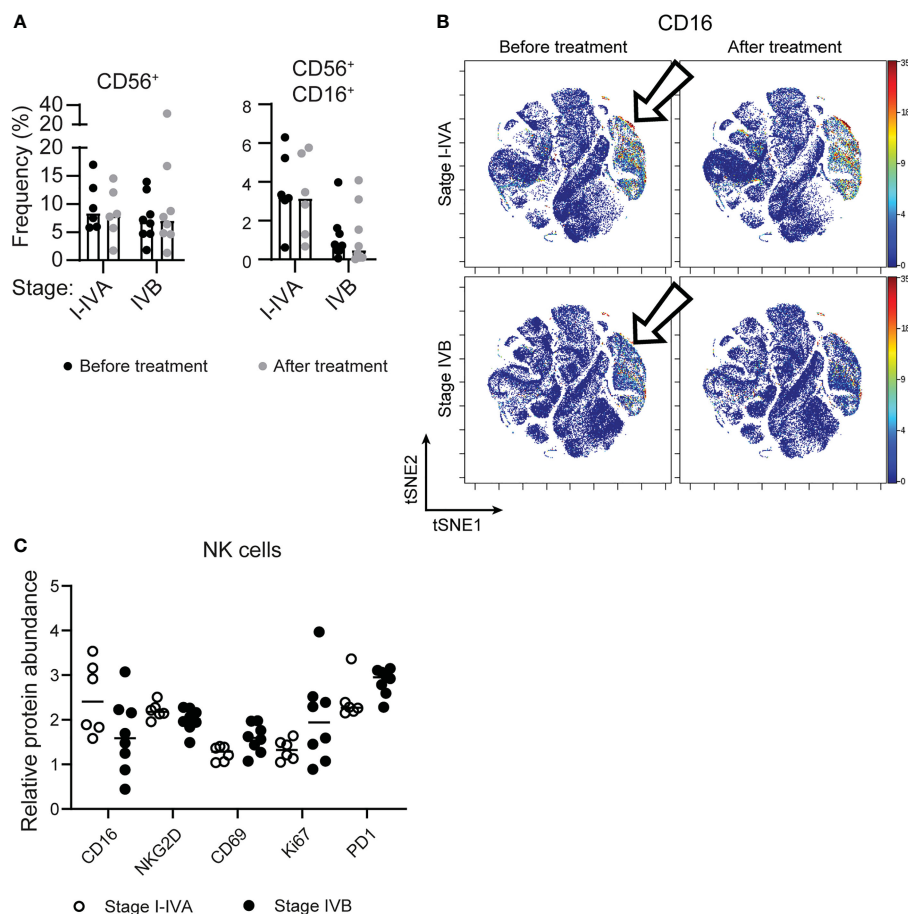 A
CD56+
CD56+
CD16+
Frequency (%)
40
20
20
15
10
5
0
8
6
4
2
0
Stage:
I-IVA
IVB
I-IVA
IVB
Before treatment
After treatment
B
CD16
Before treatment
After treatment
Satge I-IVA
35
18
9
4
0
Stage IVB
35
18
9
4
0
tSNE2
tSNE1
C
NK cells
Relative protein abundance
5
4
3
2
1
0
CD16
NKG2D
CD69
Ki67
PD1
Stage I-IVA
Stage IVB